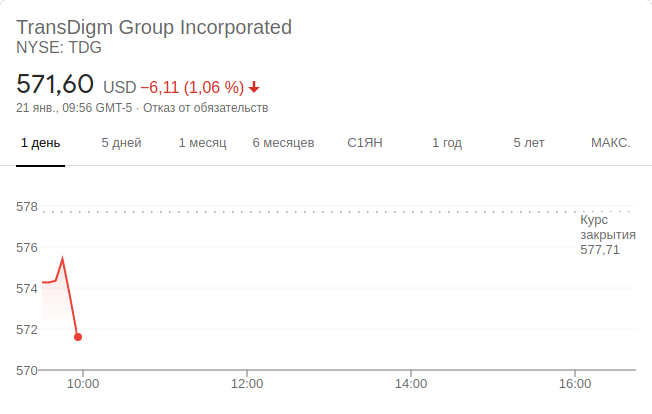 TransDigm Group Incorporated
NYSE: TDG
571,60 USD −6,11 (1,06 %)
21 янв., 09:56 GMT-5 · Отказ от обязательств
1 день 5 дней 1 месяц 6 месяцев С1ЯН 1 год 5 лет МАКС.
578
Курс
закрытия
577,71
576
574
572
570
10:00 12:00 14:00 16:00